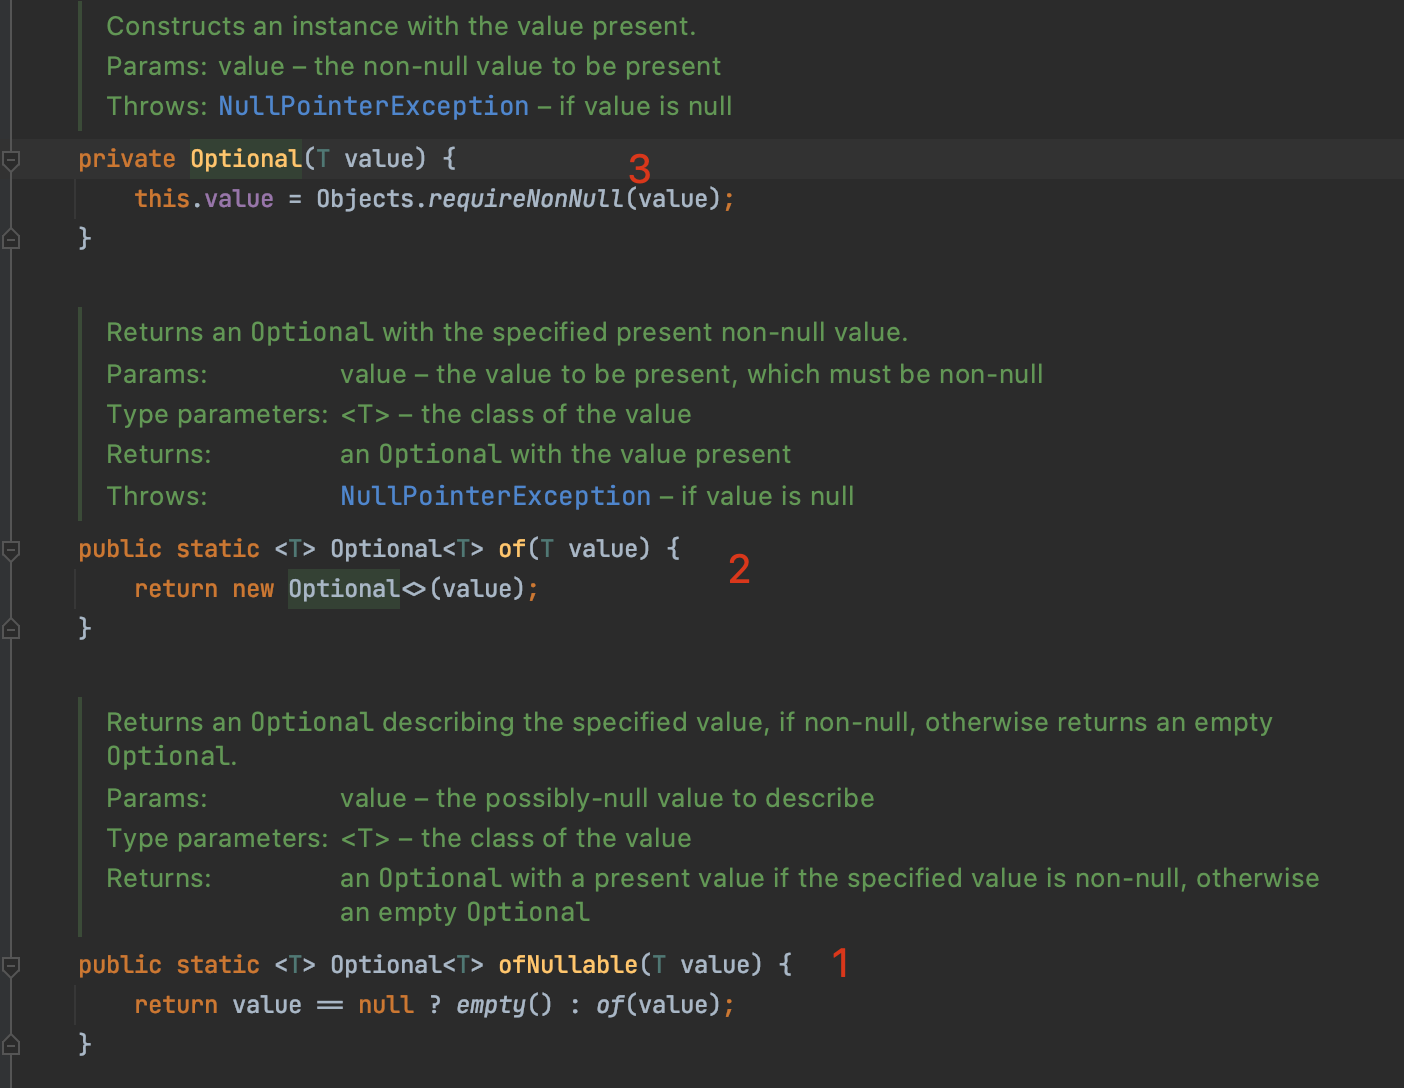 Constructs an instance with the value present.
Params: value – the non-null value to be present
Throws: NullPointerException – if value is null
private Optional(T value) {
3
this.value = Objects.requireNonNull(value);
}
Returns an Optional with the specified present non-null value.
Params: value – the value to be present, which must be non-null
Type parameters: <T> – the class of the value
Returns: an Optional with the value present
Throws: NullPointerException – if value is null
public static <T> Optional<T> of(T value) {
2
return new Optional<>(value);
}
Returns an Optional describing the specified value, if non-null, otherwise returns an empty
Optional.
Params: value – the possibly-null value to describe
Type parameters: <T> – the class of the value
Returns: an Optional with a present value if the specified value is non-null, otherwise
an empty Optional
public static <T> Optional<T> ofNullable(T value) { 1
return value == null ? empty() : of(value);
}